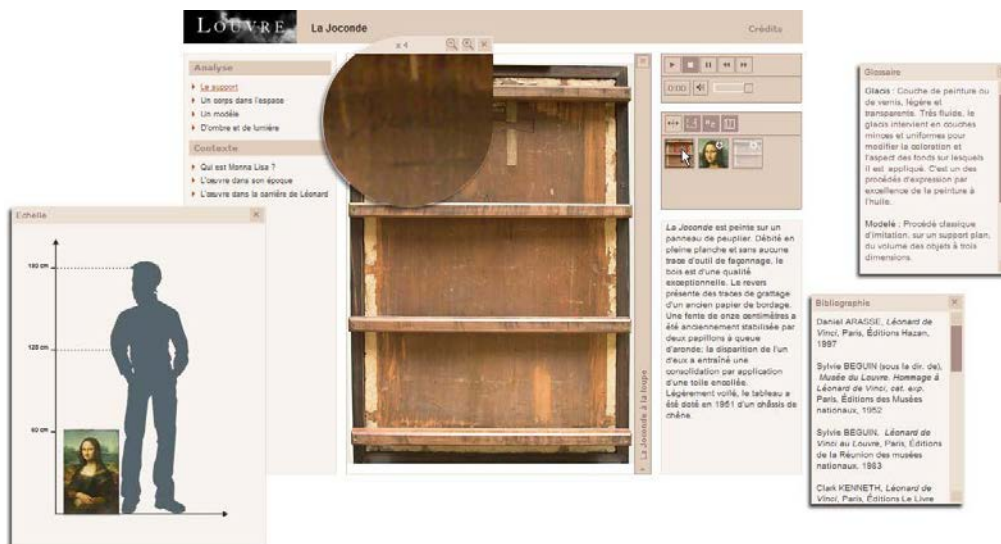 LOUVRE
La Joconde
Crédits
Analyse
Le support
Un corps dans l'espace
Un modèle
D'ombre et de lumière
Contexte
Qui est Monna Lisa ?
L'œuvre dans son époque
L'œuvre dans la carrière de Léonard
x 4
0:00
La Joconde à la loupe
La Joconde est peinte sur un
panneau de peuplier. Débité en
pleine planche et sans aucune
trace d'outil de façonnage, le
bois est d'une qualité
exceptionnelle. Le revers
présente des traces de grattage
d'un ancien papier de bordage.
Une fente de onze centimètres a
été anciennement stabilisée par
deux papillons à queue
d'aronde; la disparition de l'un
d'eux a entraîné une
consolidation par application
d'une toile encollée.
Légèrement voilé, le tableau a
été doté en 1951 d'un châssis de
chêne.
Echelle
180 cm
120 cm
60 cm
Glossaire
Glacis : Couche de peinture ou
de vernis, légère et
transparente. Très fluide, le
glacis intervient en couches
minces et uniformes pour
modifier la coloration et
l'aspect des fonds sur lesquels
il est appliqué. C'est un des
procédés d'expression par
excellence de la peinture à
l'huile.
Modelé : Procédé classique
d'imitation, sur un support plan,
du volume des objets à trois
dimensions.
Bibliographie
Daniel ARASSE, Léonard de
Vinci, Paris, Éditions Hazan,
1997
Sylvie BEGUIN (sous la dir. de),
Musée du Louvre. Hommage à
Léonard de Vinci, cat. exp.
Paris, Éditions des Musées
nationaux, 1952
Sylvie BEGUIN, Léonard de
Vinci au Louvre, Paris, Éditions
de la Réunion des musées
nationaux, 1983
Clark KENNETH, Léonard de
Vinci, Paris, Éditions Le Livre